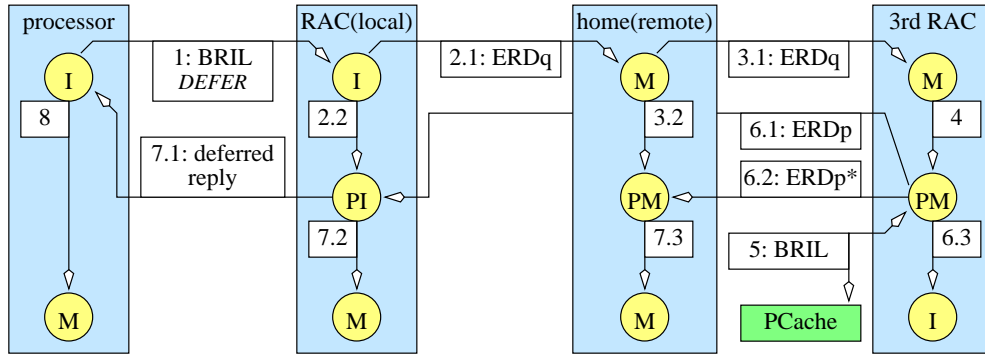 processor
RAC(local)
home(remote)
3rd RAC
1: BRIL
DEFER
2.1: ERDq
3.1: ERDq
I
I
M
M
8
2.2
3.2
4
6.1: ERDp
7.1: deferred
reply
6.2: ERDp*
PI
PM
PM
7.2
7.3
5: BRIL
6.3
M
M
M
PCache
I